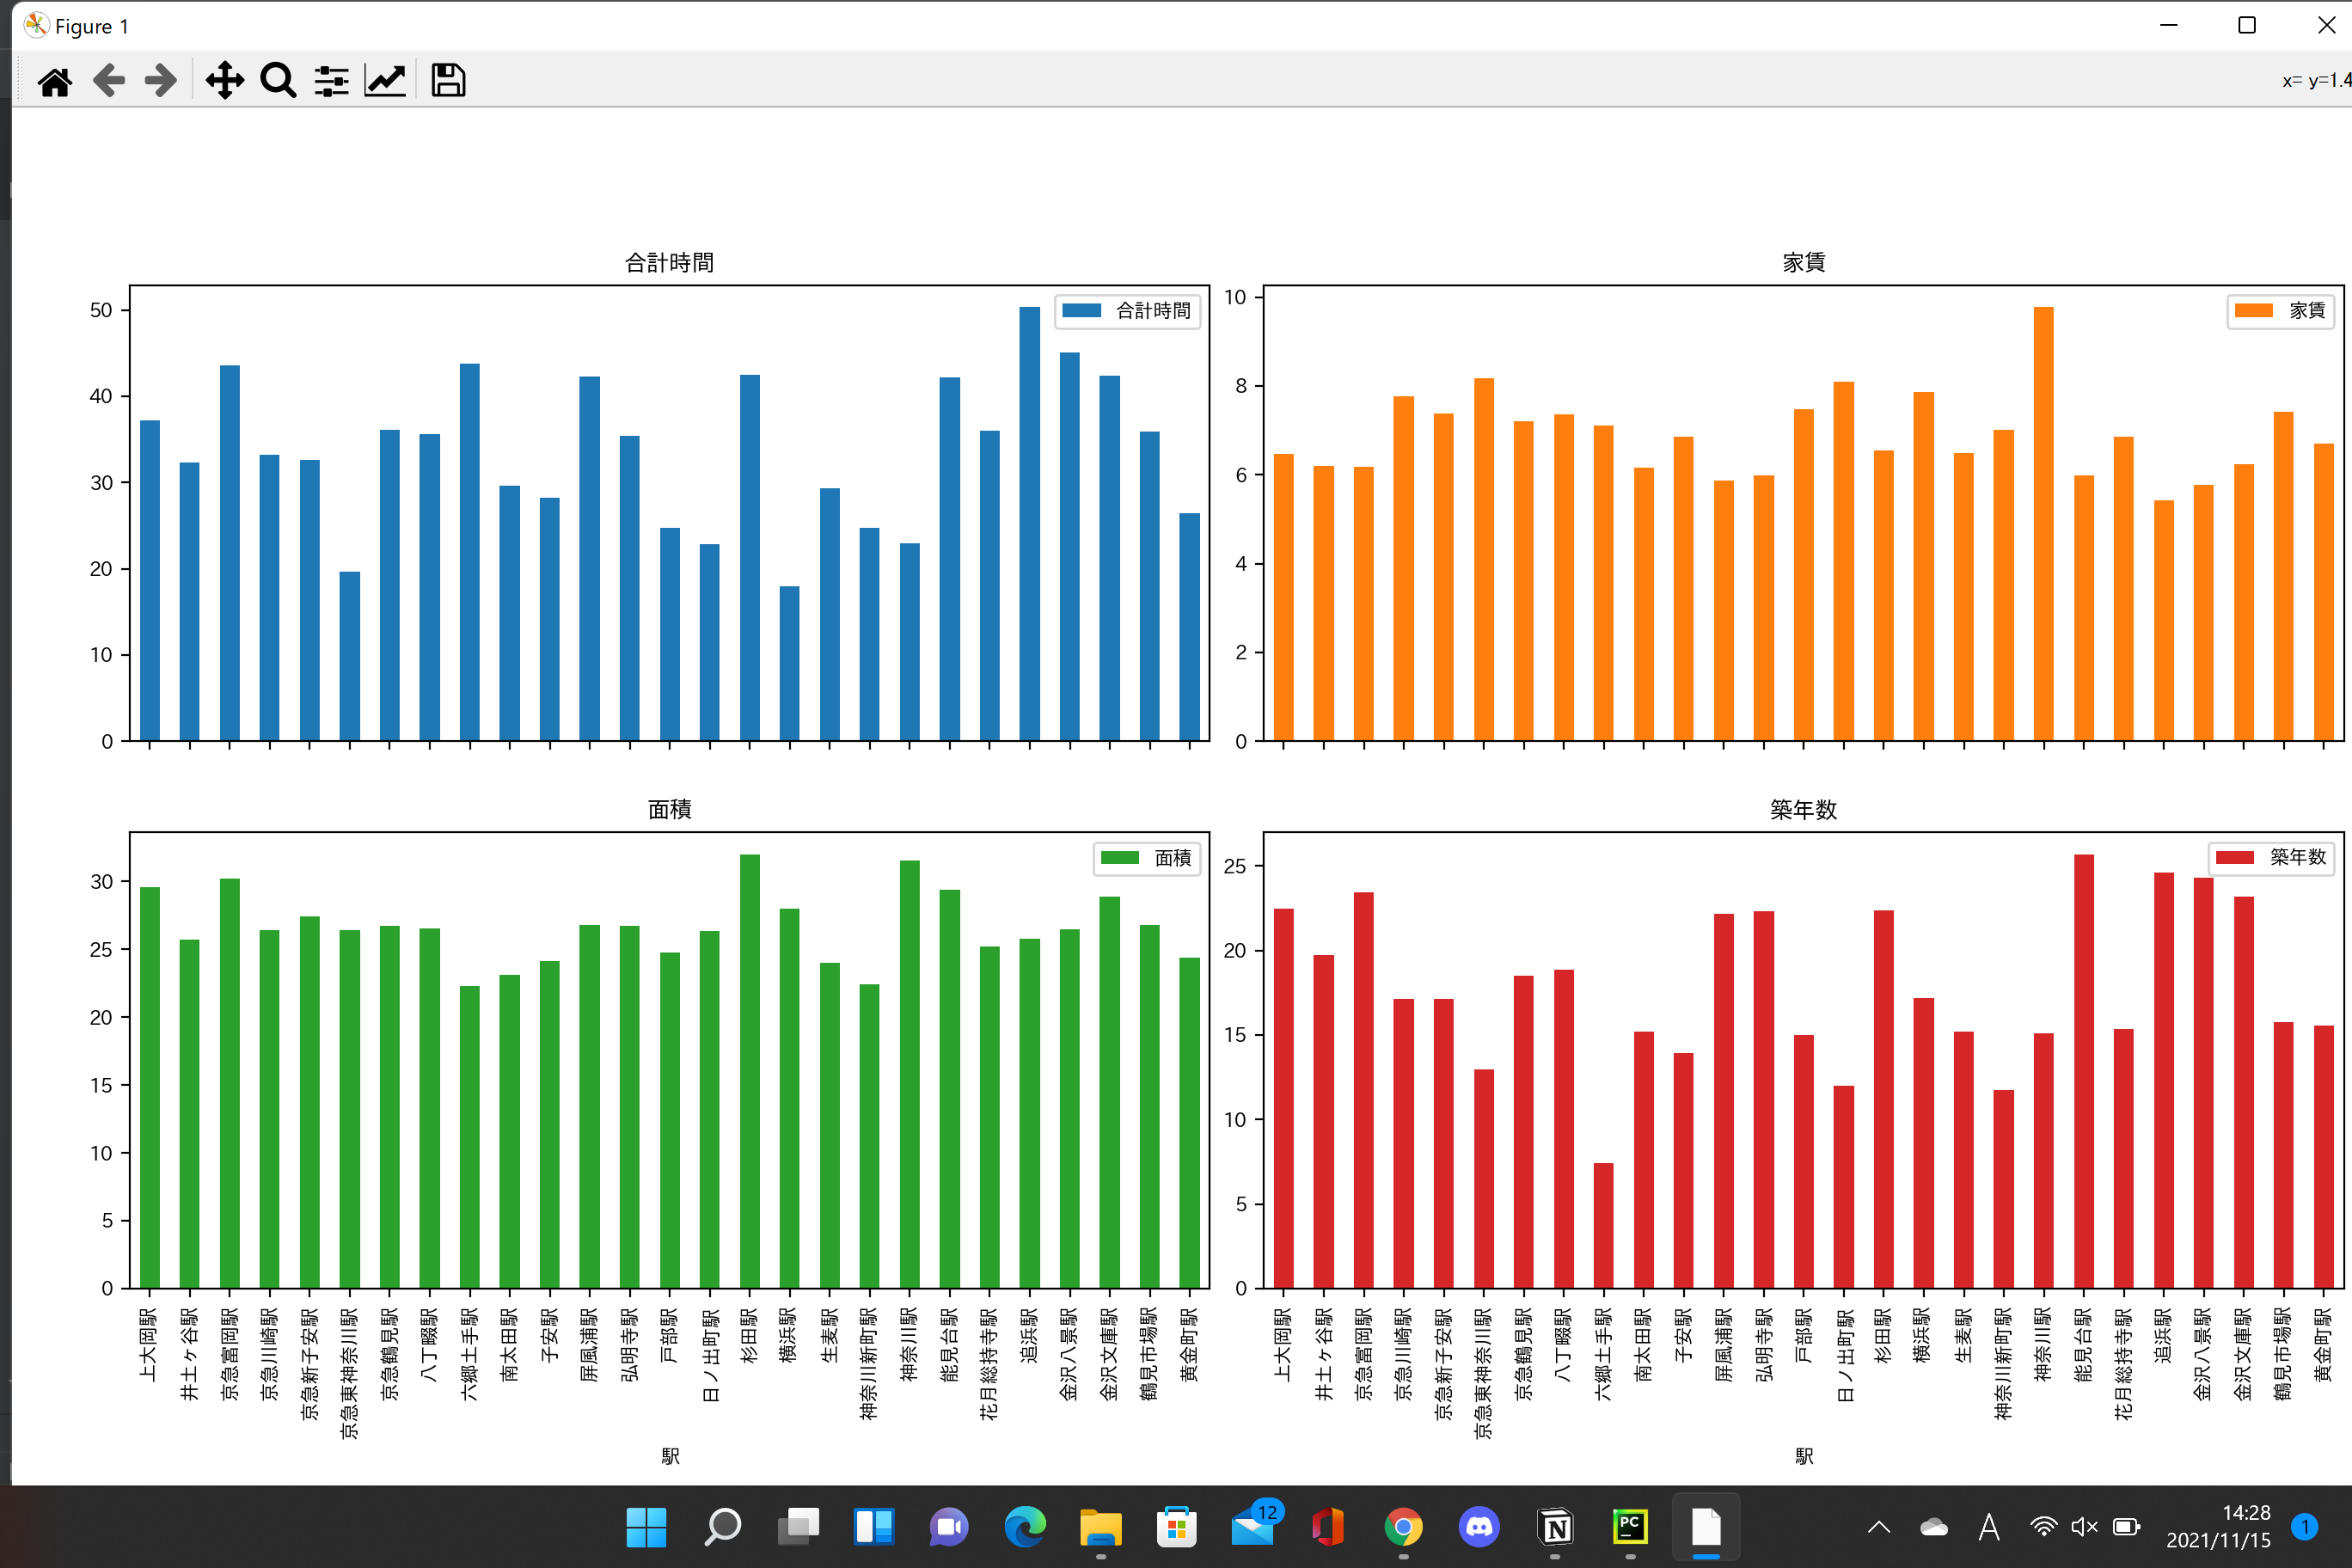 Figure 1
x= y=1.4
合計時間
50
40
30
20
10
0
合計時間
家賃
10
8
6
4
2
0
家賃
面積
30
25
20
15
10
5
0
面積
上大岡駅
井土ヶ谷駅
京急富岡駅
京急川崎駅
京急新子安駅
京急東神奈川駅
京急鶴見駅
八丁畷駅
六郷土手駅
南太田駅
子安駅
屏風浦駅
弘明寺駅
戸部駅
日ノ出町駅
杉田駅
横浜駅
生麦駅
神奈川新町駅
神奈川駅
能見台駅
花月総持寺駅
追浜駅
金沢八景駅
金沢文庫駅
鶴見市場駅
黄金町駅
駅
築年数
25
20
15
10
5
0
築年数
上大岡駅
井土ヶ谷駅
京急富岡駅
京急川崎駅
京急新子安駅
京急東神奈川駅
京急鶴見駅
八丁畷駅
六郷土手駅
南太田駅
子安駅
屏風浦駅
弘明寺駅
戸部駅
日ノ出町駅
杉田駅
横浜駅
生麦駅
神奈川新町駅
神奈川駅
能見台駅
花月総持寺駅
追浜駅
金沢八景駅
金沢文庫駅
鶴見市場駅
黄金町駅
駅
12
N
PC
A
14:28
2021/11/15
1